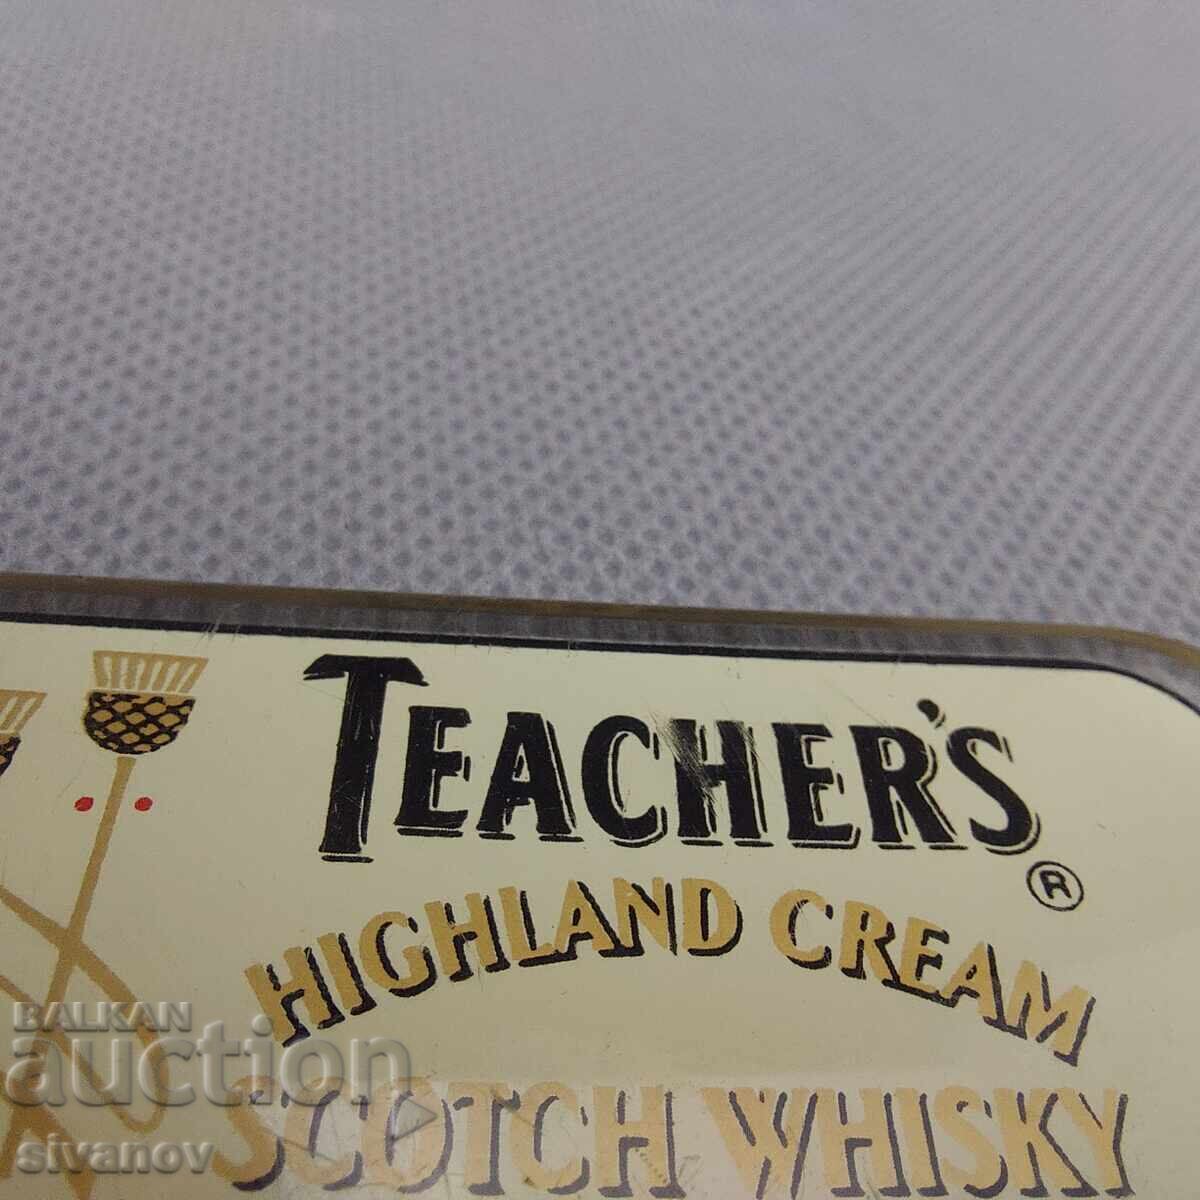 TEACHER'S
®
HIGHLAND CREAM
SCOTCH WHISKY
BALKAN
auction
sivanov